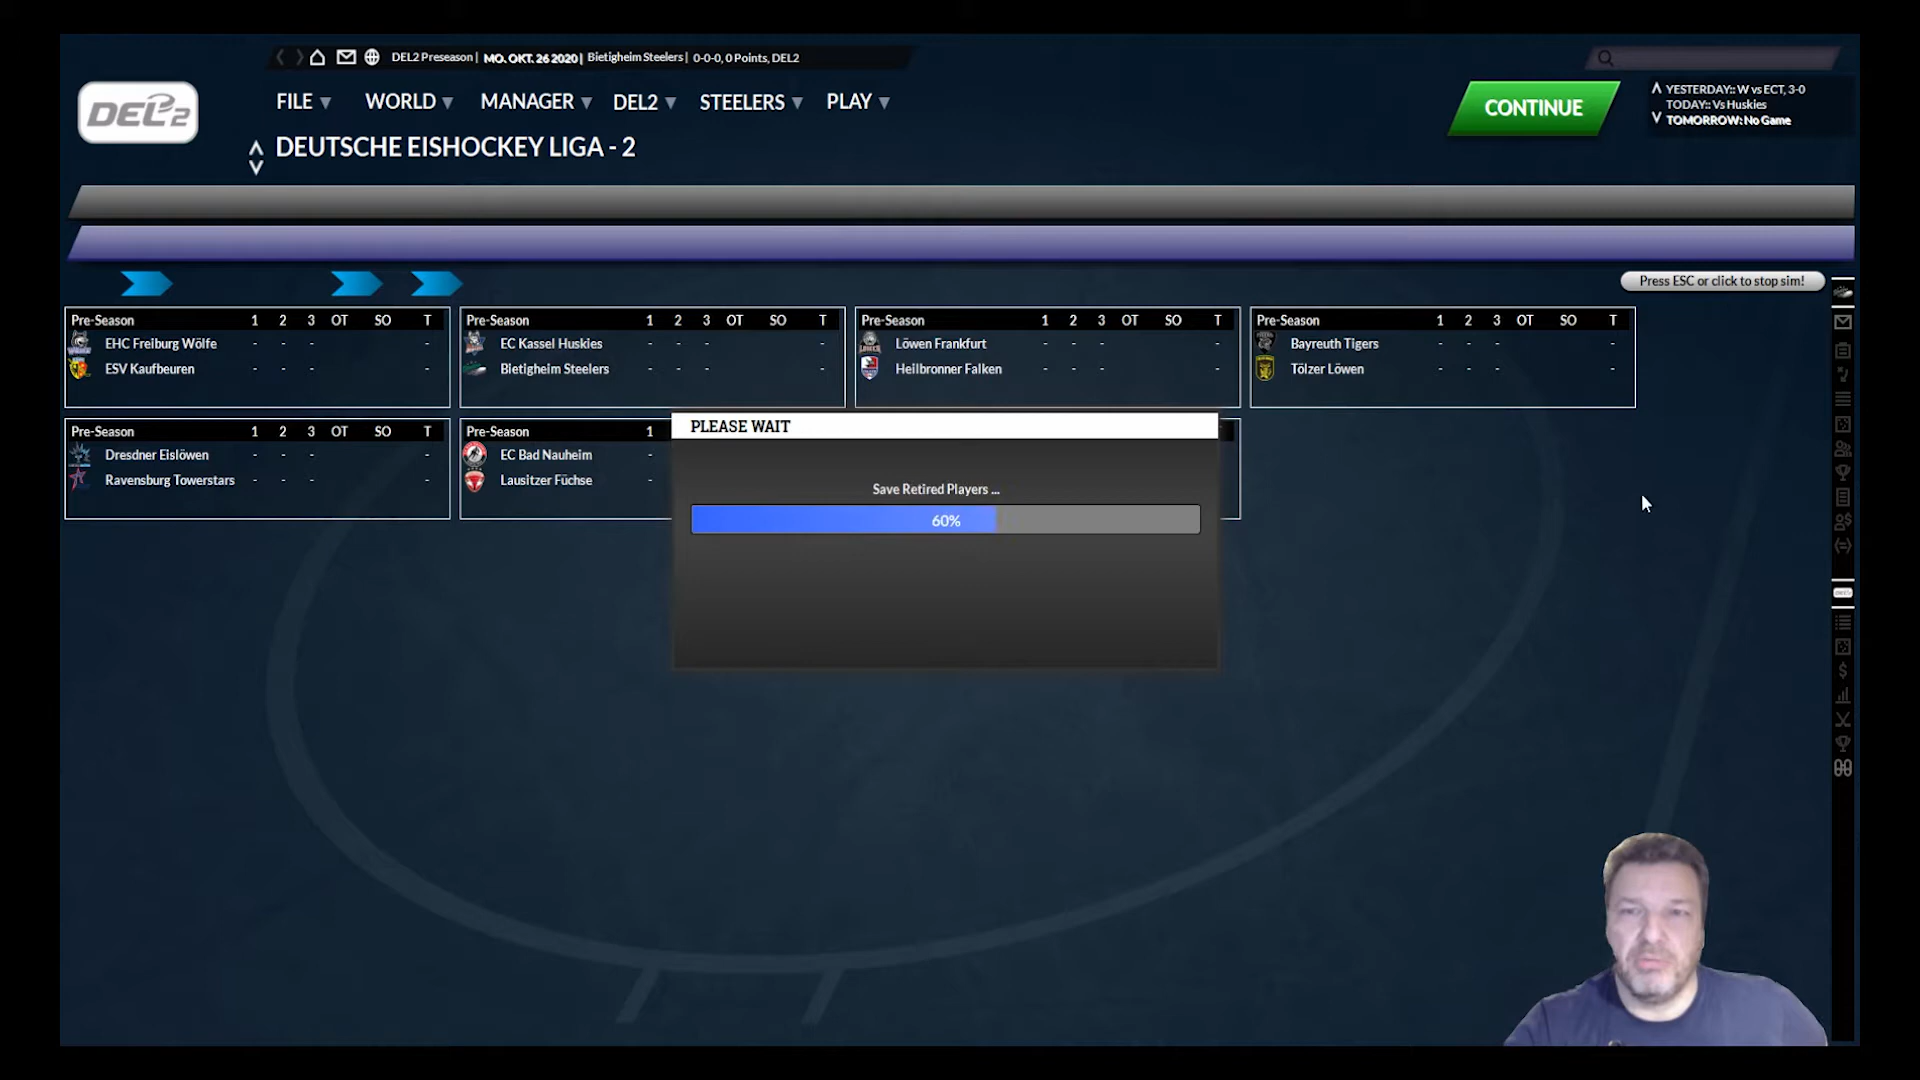 DEL2 Preseason | MO. OKT. 26 2020 | Bietigheim Steelers | 0-0-0, 0 Points, DEL2
DEL2
FILE WORLD MANAGER DEL2 STEELERS PLAY
CONTINUE
YESTERDAY:: W vs ECT, 3-0
TODAY:: Vs Huskies
TOMORROW: No Game
DEUTSCHE EISHOCKEY LIGA - 2
Press ESC or click to stop sim!
Pre-Season 1 2 3 OT SO T
EHC Freiburg Wölfe - - - -
ESV Kaufbeuren - - - -
Pre-Season 1 2 3 OT SO T
EC Kassel Huskies - - - -
Bietigheim Steelers - - - -
Pre-Season 1 2 3 OT SO T
Löwen Frankfurt - - - -
Heilbronner Falken - - - -
Pre-Season 1 2 3 OT SO T
Bayreuth Tigers - - - -
Tölzer Löwen - - - -
Pre-Season 1 2 3 OT SO T
Dresdner Eislöwen - - - -
Ravensburg Towerstars - - - -
Pre-Season 1
EC Bad Nauheim -
Lausitzer Füchse -
PLEASE WAIT
Save Retired Players ...
60%